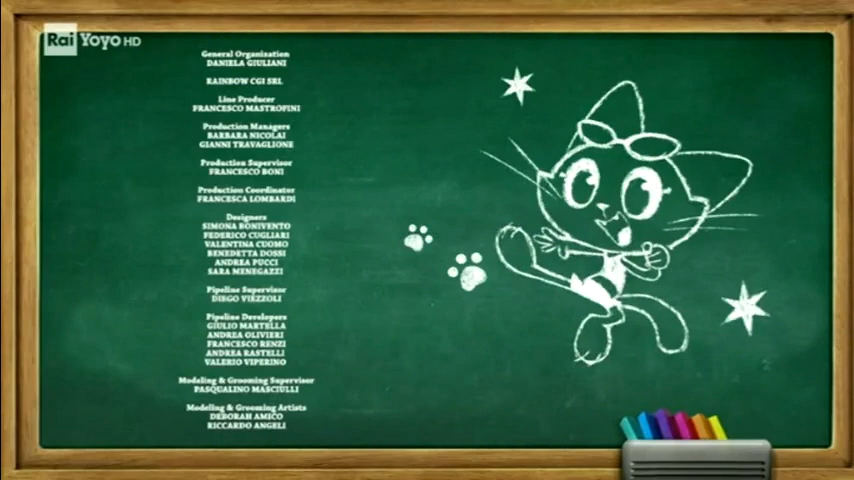 Rai Yoyo HD
General Organization
DANIELA GIULIANI
RAINBOW CGI SRL
Line Producer
FRANCESCO MASTROFINI
Production Managers
BARBARA NICOLAI
GIANNI TRAVAGLIONE
Production Supervisor
FRANCESCO BONI
Production Coordinator
FRANCESCA LOMBARDI
Designers
SIMONA BONIVENTO
FEDERICO CUGLIARI
VALENTINA CUOMO
BENEDETTA DOSSI
ANDREA PUCCI
SARA MENEGAZZI
Pipeline Supervisor
DIEGO VIEZZOLI
Pipeline Developers
GIULIO MARTELLA
ANDREA OLIVIERI
FRANCESCO RENZI
ANDREA RASTELLI
VALERIO VIPERINO
Modeling & Grooming Supervisor
PASQUALINO MASCIULLI
Modeling & Grooming Artists
DEBORAH AMICO
RICCARDO ANGELI